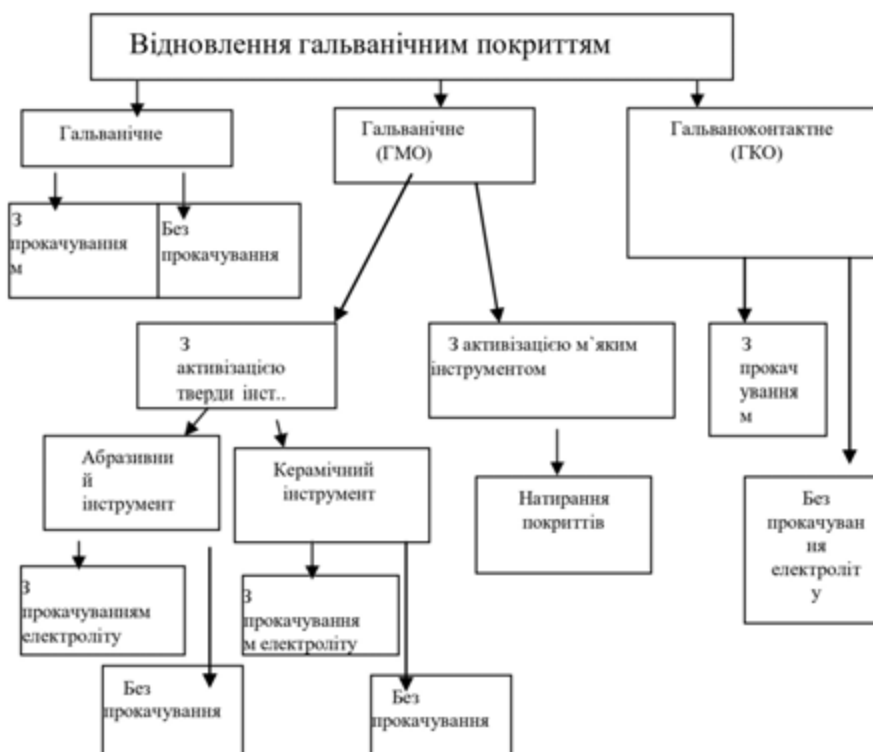 Відновлення гальванічним покриттям
Гальванічне
Гальванічне
(ГМО)
Гальваноконтактне
(ГКО)
З
прокачування
м
Без
прокачування
З
активізацією
тверди інст..
З активізацією м`яким
інструментом
З
прокач
ування
м
Абразивни
й
інструмент
Керамічний
інструмент
Натирання
покриттів
Без
прокачуван
ня
електроліт
у
З
прокачуванням
електроліту
З
прокачування
м електроліту
Без
прокачування
Без
прокачування